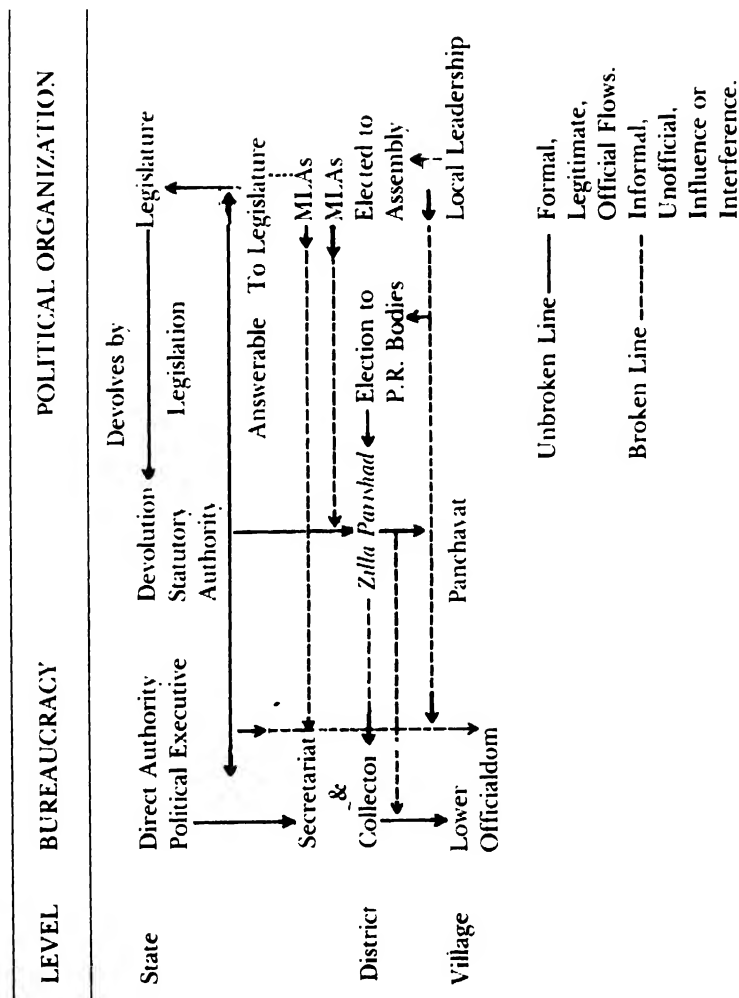 LEVEL BUREAUCRACY POLITICAL ORGANIZATION
State Direct Authority Devolution Devolves by Legislature
Political Executive Statutory Legislation
Authority
Answerable To Legislature
Secretariat MLAs
& MLAs
District Collector Zilla Parishad Election to Elected to
P.R. Bodies Assembly
Village Lower Panchayat Local Leadership
Officialdom
Unbroken Line Formal,
Legitimate,
Official Flows.
Broken Line Informal,
Unofficial,
Influence or
Interference.